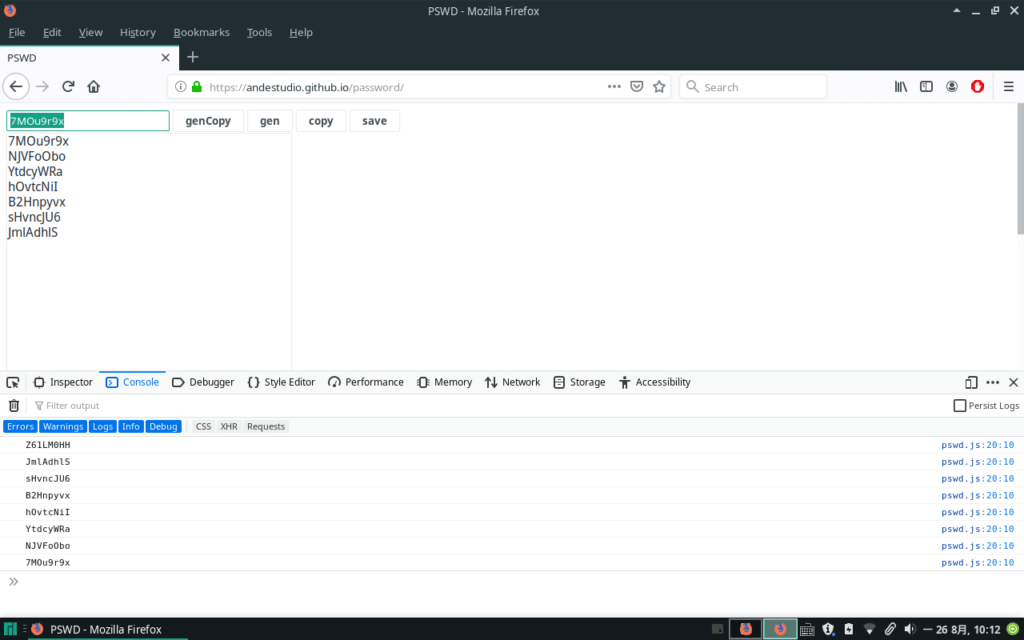 PSWD - Mozilla Firefox
File Edit View History Bookmarks Tools Help
PSWD
https://andestudio.github.io/password/ Search
7MOu9r9x genCopy gen copy save
7MOu9r9x
NJVFoObo
YtdcyWRa
hOvtcNiI
B2Hnpyvx
sHvncJU6
JmlAdhlS
Inspector Console Debugger Style Editor Performance Memory Network Storage Accessibility
Filter output Persist Logs
Errors Warnings Logs Info Debug CSS XHR Requests
Z61LM0HH pswd.js:20:10
JmlAdhlS pswd.js:20:10
sHvncJU6 pswd.js:20:10
B2Hnpyvx pswd.js:20:10
hOvtcNiI pswd.js:20:10
YtdcyWRa pswd.js:20:10
NJVFoObo pswd.js:20:10
7MOu9r9x pswd.js:20:10
PSWD - Mozilla Firefox 一 26 8月, 10:12